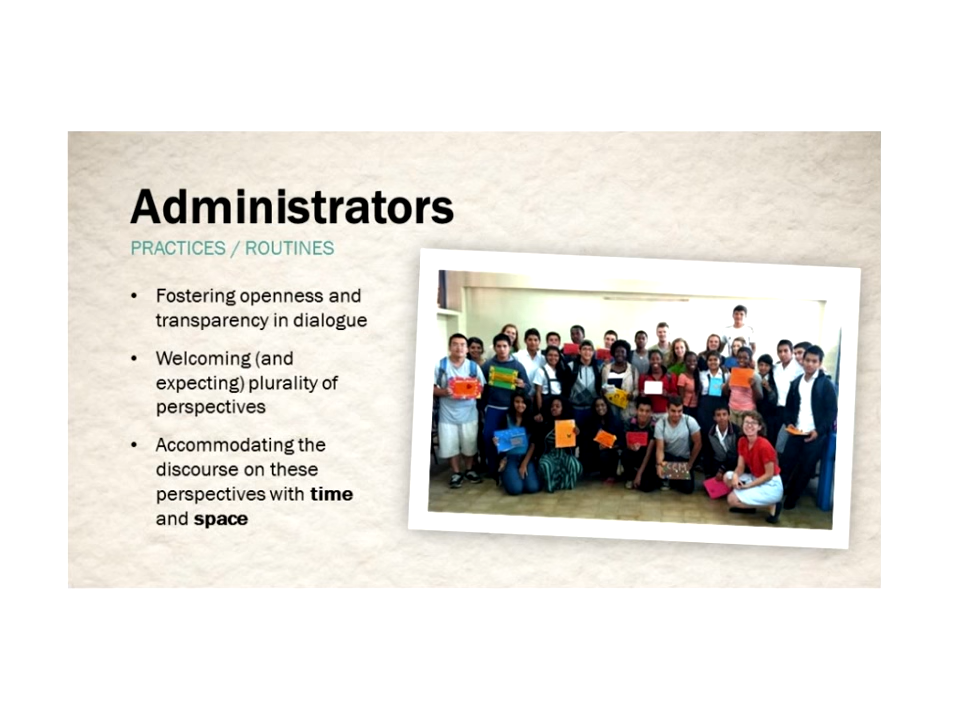 Administrators
PRACTICES / ROUTINES
• Fostering openness and
transparency in dialogue
• Welcoming (and
expecting) plurality of
perspectives
• Accommodating the
discourse on these
perspectives with time
and space